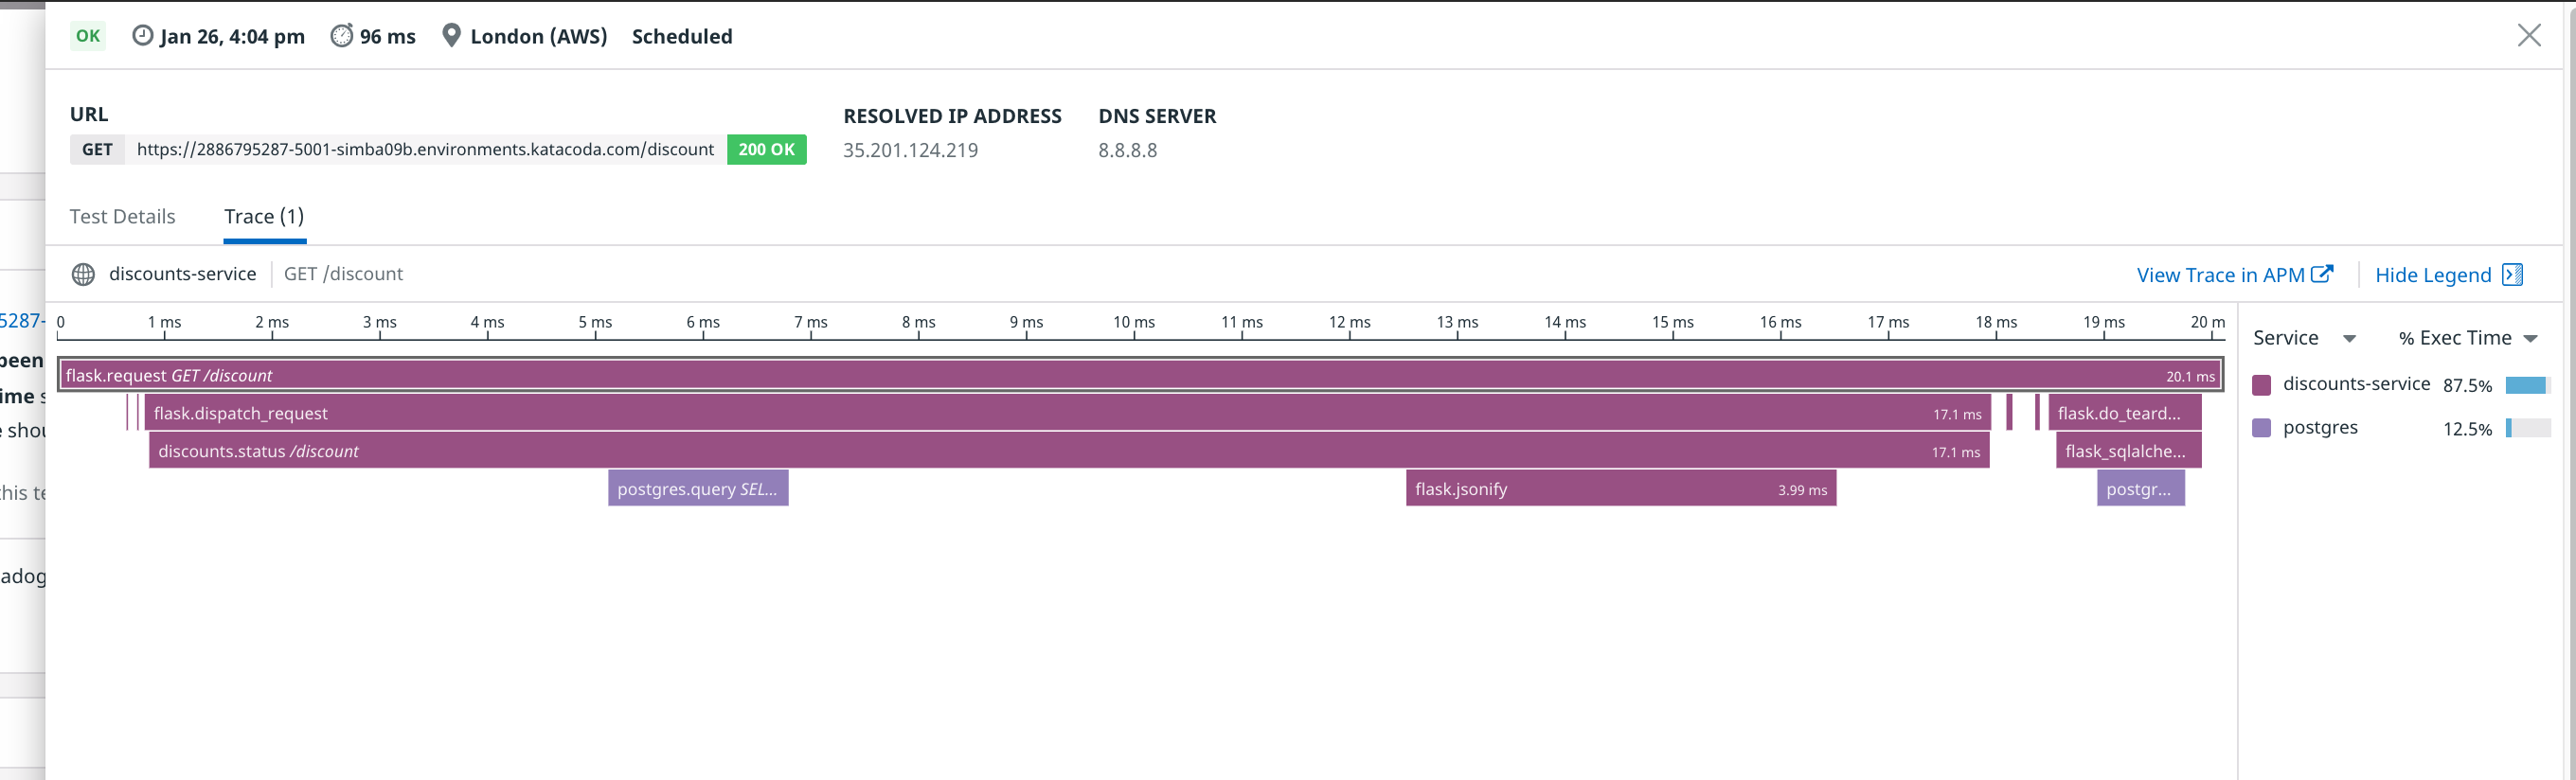 OK Jan 26, 4:04 pm 96 ms London (AWS) Scheduled
URL
GET https://2886795287-5001-simba09b.environments.katacoda.com/discount 200 OK
RESOLVED IP ADDRESS
35.201.124.219
DNS SERVER
8.8.8.8
Test Details Trace (1)
discounts-service GET /discount View Trace in APM Hide Legend
0 1 ms 2 ms 3 ms 4 ms 5 ms 6 ms 7 ms 8 ms 9 ms 10 ms 11 ms 12 ms 13 ms 14 ms 15 ms 16 ms 17 ms 18 ms 19 ms 20 m
flask.request GET /discount 20.1 ms
flask.dispatch_request 17.1 ms flask.do_teard...
discounts.status /discount 17.1 ms flask_sqlalche...
postgres.query SEL... flask.jsonify 3.99 ms postgr...
Service % Exec Time
discounts-service 87.5%
postgres 12.5%
5287-
been
ime s
e shou
this te
adog